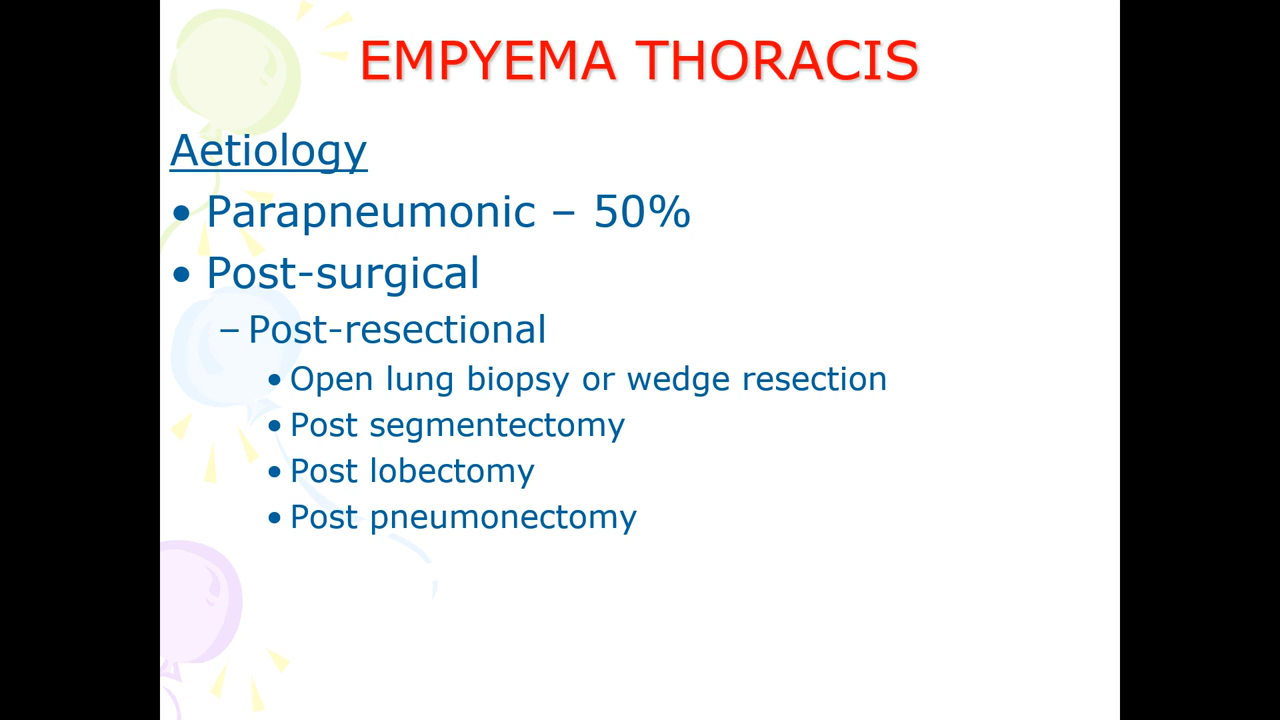 EMPYEMA THORACIS
Aetiology
• Parapneumonic – 50%
• Post-surgical
– Post-resectional
• Open lung biopsy or wedge resection
• Post segmentectomy
• Post lobectomy
• Post pneumonectomy